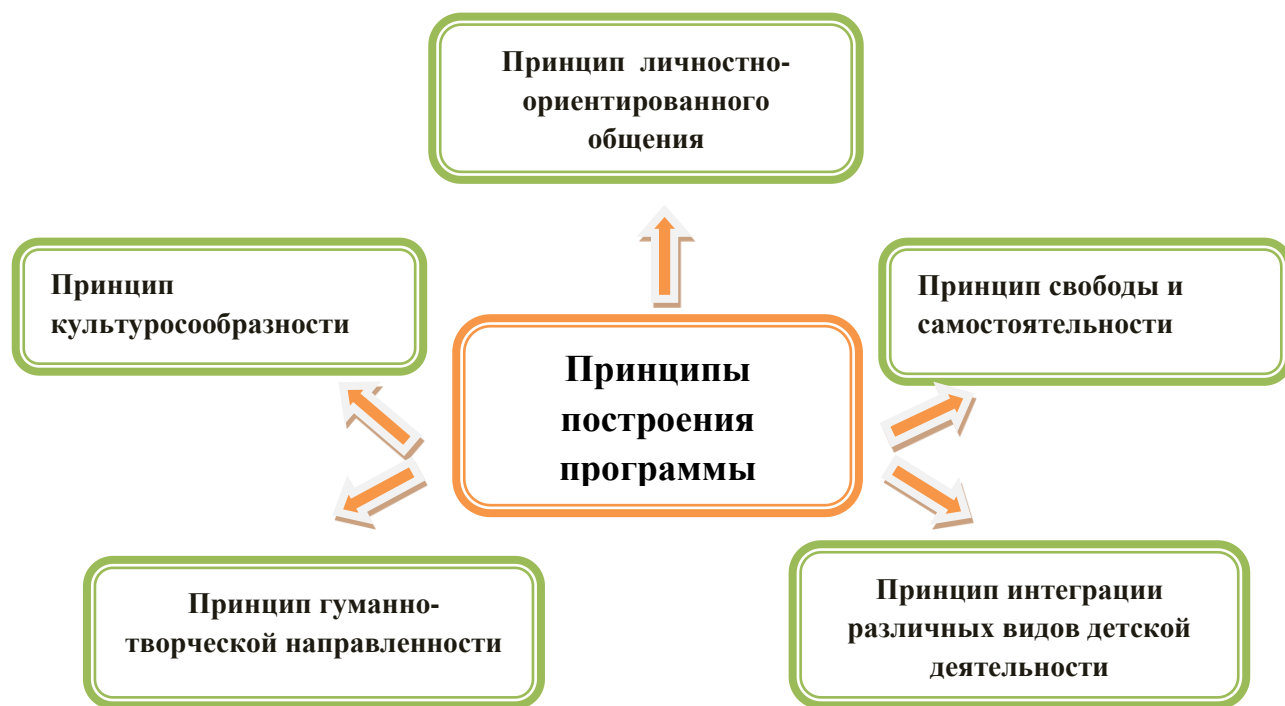 Принцип личностно-
ориентированного
общения
Принцип
культуросообразности
Принцип свободы и
самостоятельности
Принципы
построения
программы
Принцип гуманно-
творческой направленности
Принцип интеграции
различных видов детской
деятельности